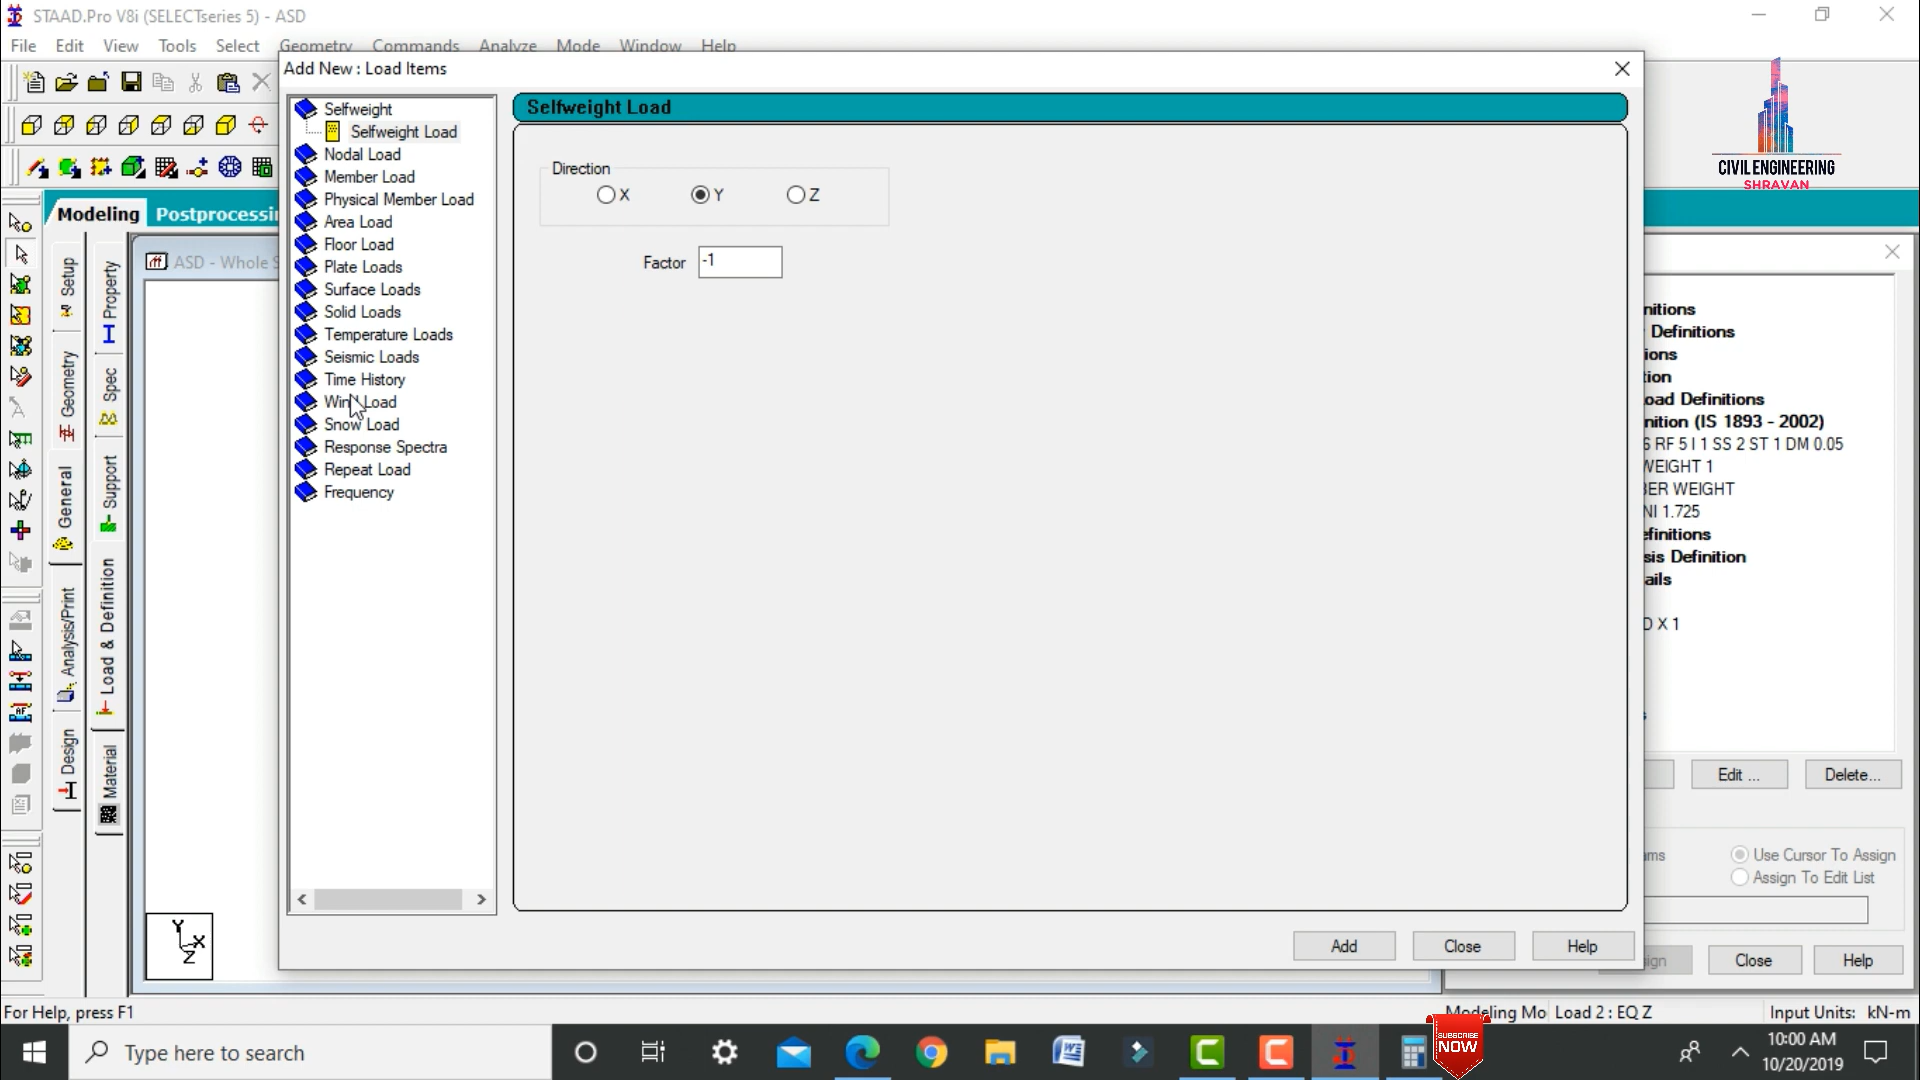 STAAD.Pro V8i (SELECTseries 5) - ASD
File Edit View Tools Select Geometry Commands Analyze Mode Window Help
Add New : Load Items
Selfweight
Selfweight Load
Nodal Load
Member Load
Physical Member Load
Area Load
Floor Load
Plate Loads
Surface Loads
Solid Loads
Temperature Loads
Seismic Loads
Time History
Wind Load
Snow Load
Response Spectra
Repeat Load
Frequency
Selfweight Load
Direction
X Y Z
Factor -1
Add Close Help
CIVIL ENGINEERING
SHRAVAN
Modeling Postprocessin
ASD - Whole S
Setup
Geometry
General
Analysis/Print
Design
Property
Spec
Support
Load & Definition
Material
AF
Y
X
Z
nitions
Definitions
ions
tion
oad Definitions
nition (IS 1893 - 2002)
RF 5 I 1 SS 2 ST 1 DM 0.05
WEIGHT 1
BER WEIGHT
NI 1.725
efinitions
sis Definition
ails
D X 1
Edit ... Delete...
Use Cursor To Assign
Assign To Edit List
ign Close Help
For Help, press F1
Modeling Mo Load 2 : EQ Z Input Units: kN-m
Type here to search
SUBSCRIBE
NOW
10:00 AM
10/20/2019